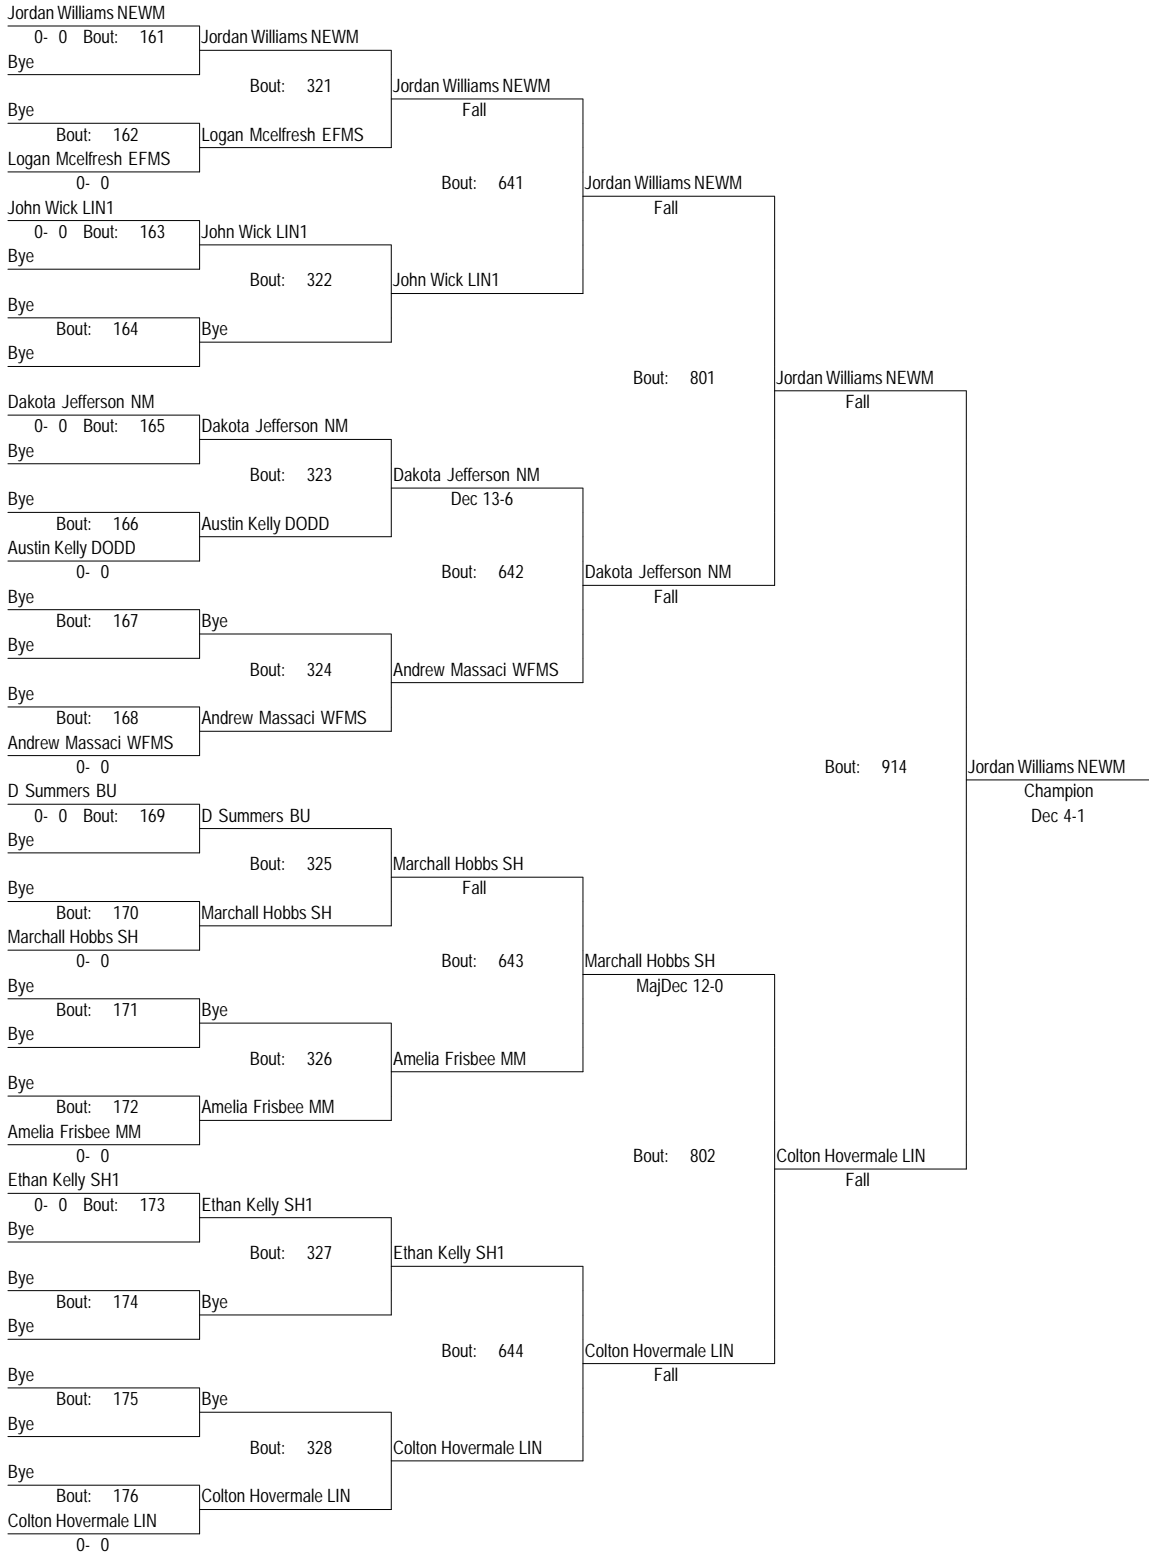 Jordan Williams NEWM
0- 0 Bout: 161
Bye
Jordan Williams NEWM
Bout: 321
Bye
Bout: 162
Logan Mcelfresh EFMS
0- 0
Logan Mcelfresh EFMS
Jordan Williams NEWM
Fall
Bout: 641
John Wick LIN1
0- 0 Bout: 163
Bye
John Wick LIN1
Bout: 322
Bye
Bout: 164
Bye
Bye
John Wick LIN1
Jordan Williams NEWM
Fall
Bout: 801
Dakota Jefferson NM
0- 0 Bout: 165
Bye
Dakota Jefferson NM
Bout: 323
Bye
Bout: 166
Austin Kelly DODD
0- 0
Austin Kelly DODD
Dakota Jefferson NM
Dec 13-6
Bout: 642
Bye
Bout: 167
Bye
Bye
Bout: 324
Bye
Bout: 168
Andrew Massaci WFMS
0- 0
Andrew Massaci WFMS
Andrew Massaci WFMS
Dakota Jefferson NM
Fall
Jordan Williams NEWM
Fall
Bout: 914
D Summers BU
0- 0 Bout: 169
Bye
D Summers BU
Bout: 325
Bye
Bout: 170
Marchall Hobbs SH
0- 0
Marchall Hobbs SH
Marchall Hobbs SH
Fall
Bout: 643
Bye
Bout: 171
Bye
Bye
Bout: 326
Bye
Bout: 172
Amelia Frisbee MM
0- 0
Amelia Frisbee MM
Amelia Frisbee MM
Marchall Hobbs SH
MajDec 12-0
Bout: 802
Ethan Kelly SH1
0- 0 Bout: 173
Bye
Ethan Kelly SH1
Bout: 327
Bye
Bout: 174
Bye
Bye
Ethan Kelly SH1
Bout: 644
Bye
Bout: 175
Bye
Bye
Bout: 328
Bye
Bout: 176
Colton Hovermale LIN
0- 0
Colton Hovermale LIN
Colton Hovermale LIN
Colton Hovermale LIN
Fall
Colton Hovermale LIN
Fall
Jordan Williams NEWM
Champion
Dec 4-1